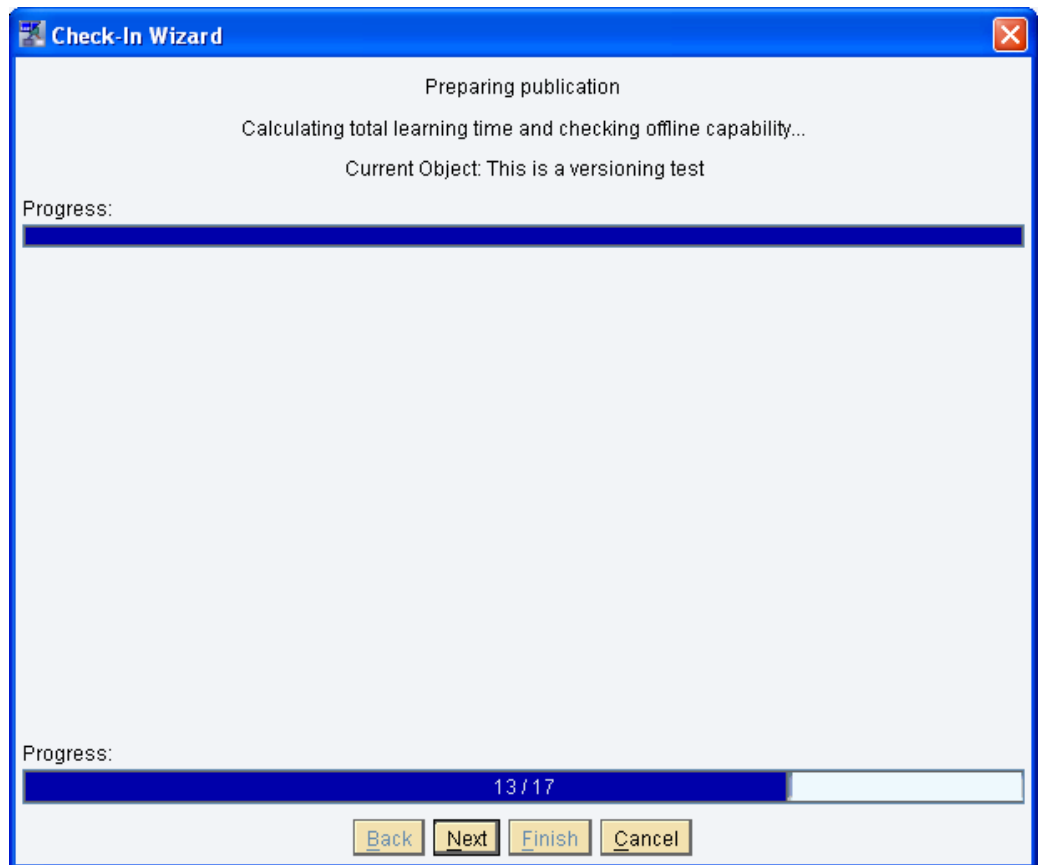 Check-In Wizard
Preparing publication
Calculating total learning time and checking offline capability...
Current Object: This is a versioning test
Progress:
Progress:
13 / 17
Back Next Finish Cancel